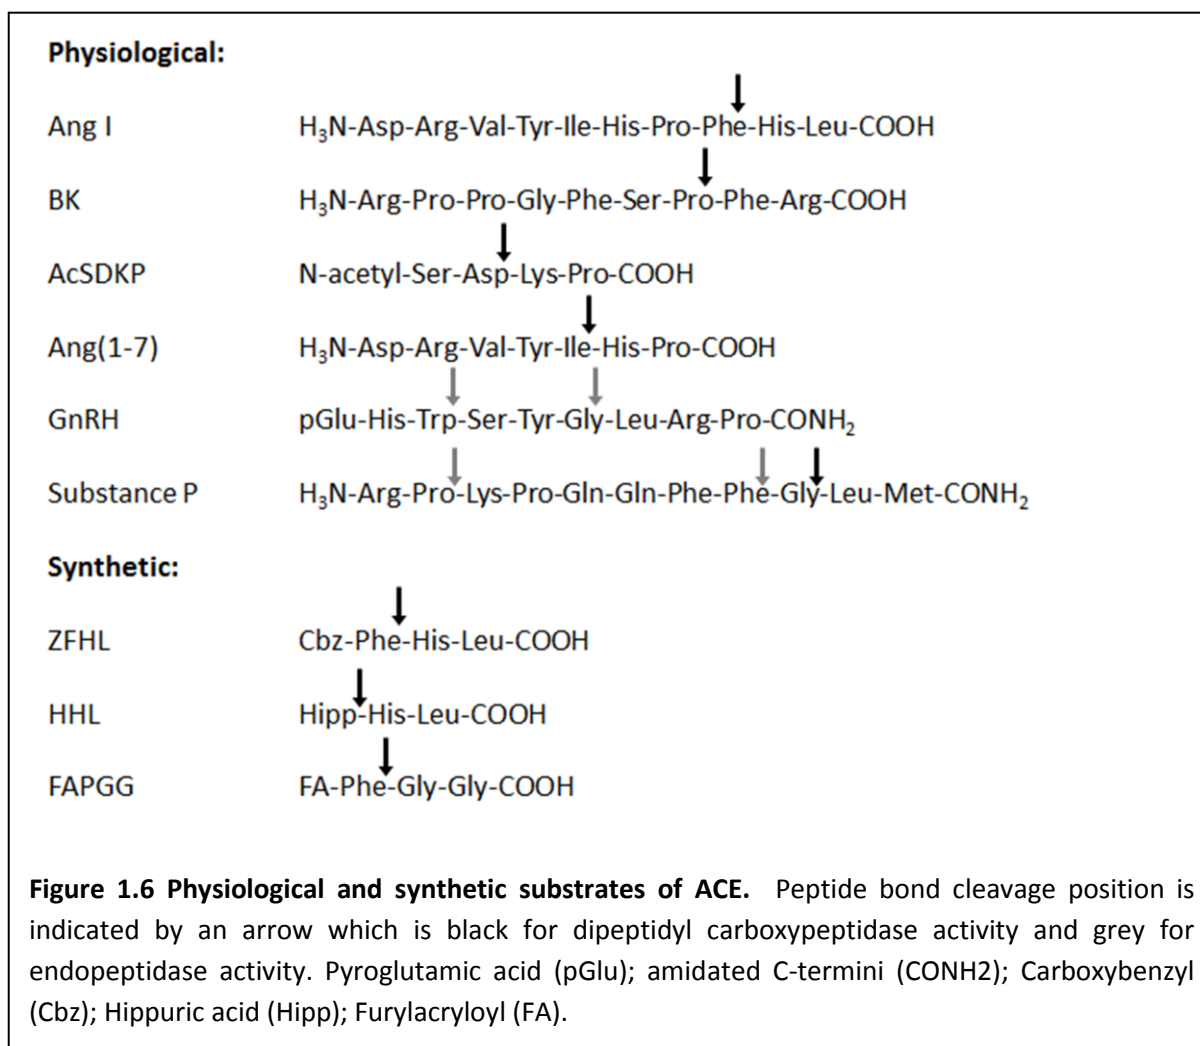 Physiological:
Ang I H₃N-Asp-Arg-Val-Tyr-Ile-His-Pro-Phe-His-Leu-COOH
BK H₃N-Arg-Pro-Pro-Gly-Phe-Ser-Pro-Phe-Arg-COOH
AcSDKP N-acetyl-Ser-Asp-Lys-Pro-COOH
Ang(1-7) H₃N-Asp-Arg-Val-Tyr-Ile-His-Pro-COOH
GnRH pGlu-His-Trp-Ser-Tyr-Gly-Leu-Arg-Pro-CONH₂
Substance P H₃N-Arg-Pro-Lys-Pro-Gln-Gln-Phe-Phe-Gly-Leu-Met-CONH₂
Synthetic:
ZFHL Cbz-Phe-His-Leu-COOH
HHL Hipp-His-Leu-COOH
FAPGG FA-Phe-Gly-Gly-COOH
Figure 1.6 Physiological and synthetic substrates of ACE. Peptide bond cleavage position is
indicated by an arrow which is black for dipeptidyl carboxypeptidase activity and grey for
endopeptidase activity. Pyroglutamic acid (pGlu); amidated C-termini (CONH2); Carboxybenzyl
(Cbz); Hippuric acid (Hipp); Furylacryloyl (FA).